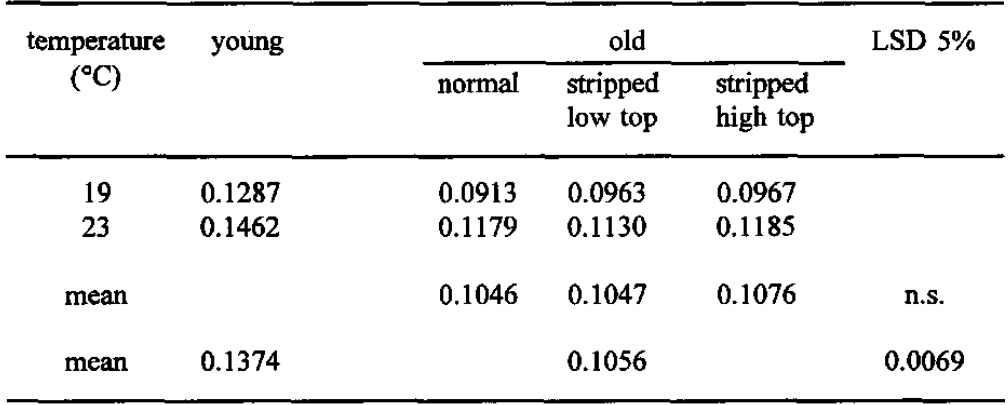 temperature young old LSD 5%
(°C) normal stripped stripped
low top high top
19 0.1287 0.0913 0.0963 0.0967
23 0.1462 0.1179 0.1130 0.1185
mean 0.1046 0.1047 0.1076 n.s.
mean 0.1374 0.1056 0.0069